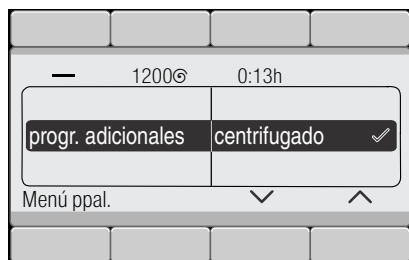 — 1200 0:13h
progr. adicionales centrifugado ✓
Menú ppal.